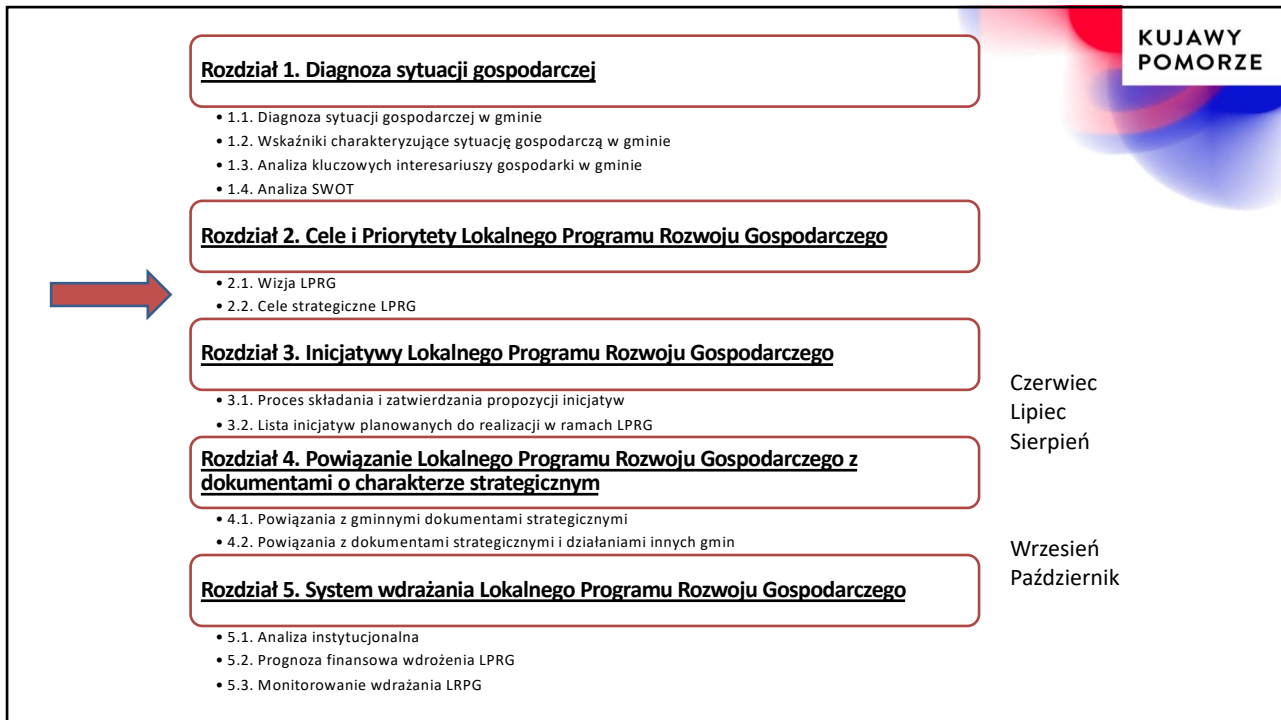 KUJAWY
POMORZE
Rozdział 1. Diagnoza sytuacji gospodarczej
• 1.1. Diagnoza sytuacji gospodarczej w gminie
• 1.2. Wskaźniki charakteryzujące sytuację gospodarczą w gminie
• 1.3. Analiza kluczowych interesariuszy gospodarki w gminie
• 1.4. Analiza SWOT
Rozdział 2. Cele i Priorytety Lokalnego Programu Rozwoju Gospodarczego
• 2.1. Wizja LPRG
• 2.2. Cele strategiczne LPRG
Rozdział 3. Inicjatywy Lokalnego Programu Rozwoju Gospodarczego
• 3.1. Proces składania i zatwierdzania propozycji inicjatyw
• 3.2. Lista inicjatyw planowanych do realizacji w ramach LPRG
Czerwiec
Lipiec
Sierpień
Rozdział 4. Powiązanie Lokalnego Programu Rozwoju Gospodarczego z
dokumentami o charakterze strategicznym
• 4.1. Powiązania z gminnymi dokumentami strategicznymi
• 4.2. Powiązania z dokumentami strategicznymi i działaniami innych gmin
Wrzesień
Październik
Rozdział 5. System wdrażania Lokalnego Programu Rozwoju Gospodarczego
• 5.1. Analiza instytucjonalna
• 5.2. Prognoza finansowa wdrożenia LPRG
• 5.3. Monitorowanie wdrażania LRPG